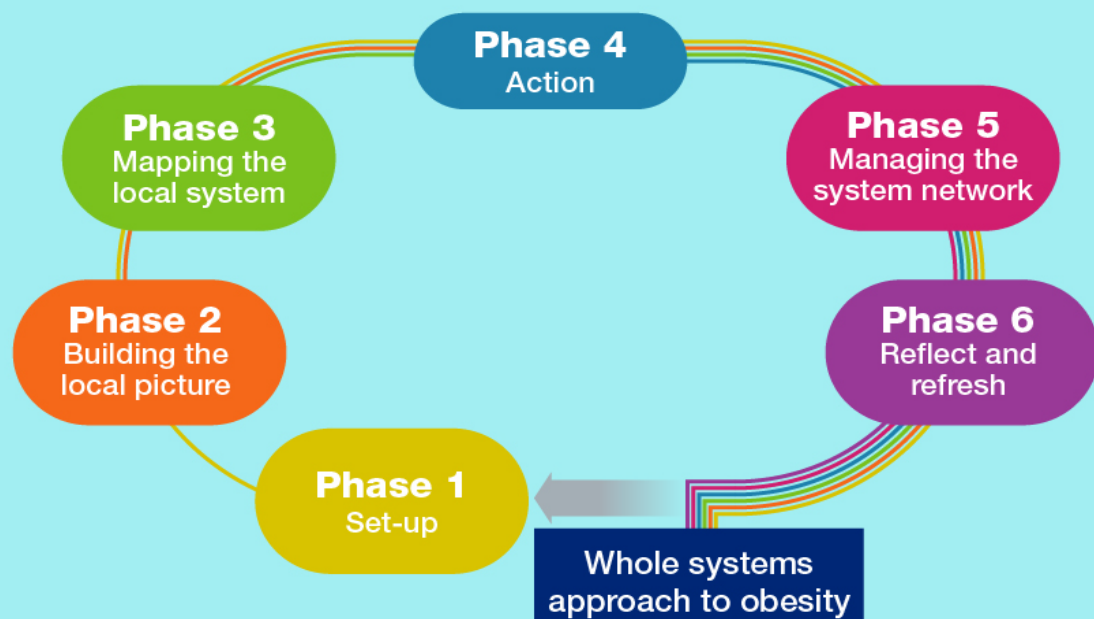 Phase 1
Set-up
Phase 2
Building the
local picture
Phase 3
Mapping the
local system
Phase 4
Action
Phase 5
Managing the
system network
Phase 6
Reflect and
refresh
Whole systems
approach to obesity